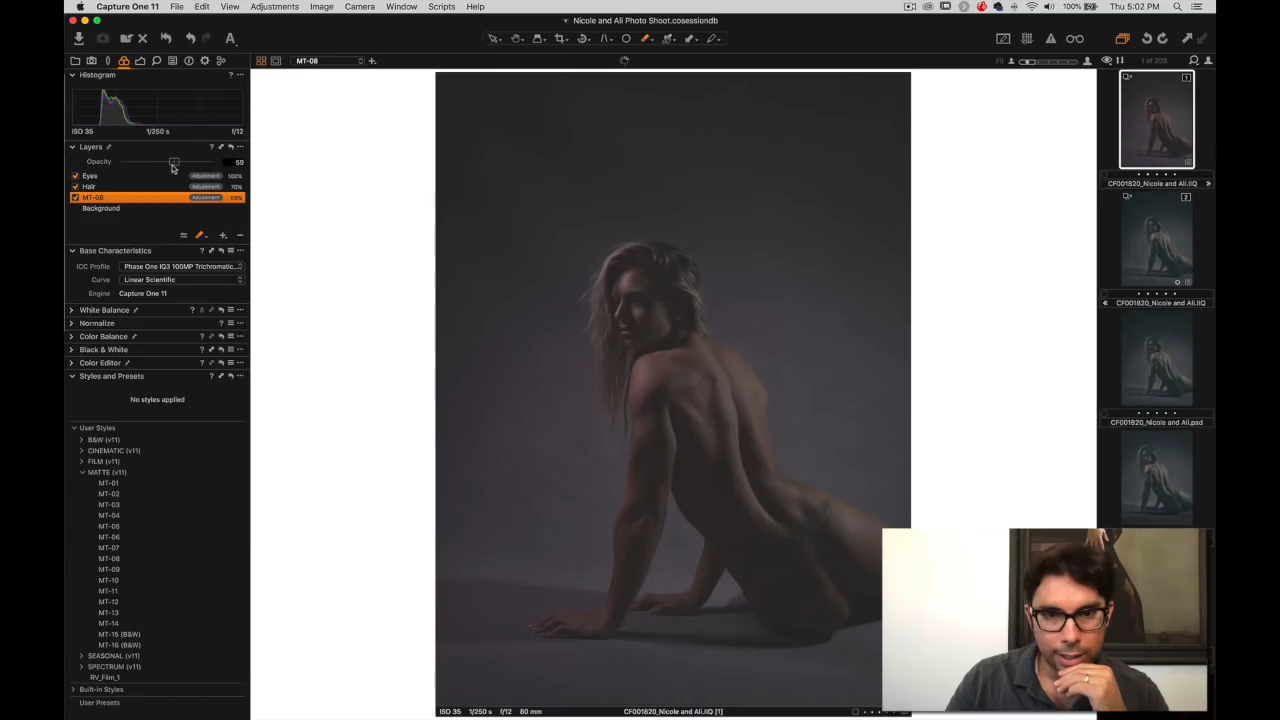 Capture One 11 File Edit View Adjustments Image Camera Window Scripts Help 100% Thu 5:02 PM
Nicole and Ali Photo Shoot.cosessiondb
MT-08
Fit
1 of 203
Histogram
ISO 35 1/250 s f/12
Layers
Opacity 59
Eyes Adjustment 100%
Hair Adjustment 70%
MT-08 Adjustment 59%
Background
Base Characteristics
ICC Profile Phase One IQ3 100MP Trichromatic...
Curve Linear Scientific
Engine Capture One 11
White Balance
Normalize
Color Balance
Black & White
Color Editor
Styles and Presets
No styles applied
User Styles
B&W (v11)
CINEMATIC (v11)
FILM (v11)
MATTE (v11)
MT-01
MT-02
MT-03
MT-04
MT-05
MT-06
MT-07
MT-08
MT-09
MT-10
MT-11
MT-12
MT-13
MT-14
MT-15 (B&W)
MT-16 (B&W)
SEASONAL (v11)
SPECTRUM (v11)
RV_Film_1
Built-in Styles
User Presets
ISO 35 1/250 s f/12 80 mm CF001820_Nicole and Ali.IIQ [1]
1
CF001820_Nicole and Ali.IIQ
2
CF001820_Nicole and Ali.IIQ
CF001820_Nicole and Ali.psd